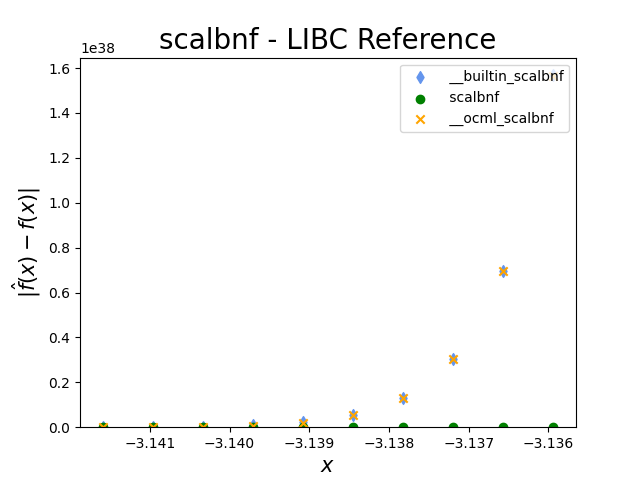 scalbnf - LIBC Reference
1e38
__builtin_scalbnf
scalbnf
__ocml_scalbnf
1.6
1.4
1.2
1.0
0.8
0.6
0.4
0.2
0.0
|f̂(x) − f(x)|
−3.141 −3.140 −3.139 −3.138 −3.137 −3.136
x